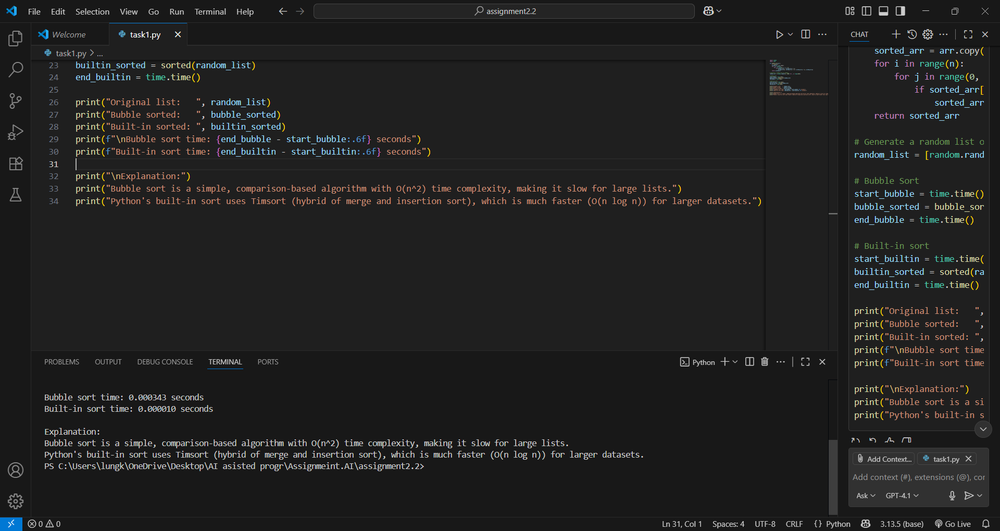 File Edit Selection View Go Run Terminal Help
assignment2.2
Welcome
task1.py
task1.py > ...
23 builtin_sorted = sorted(random_list)
24 end_builtin = time.time()
25
26 print("Original list:   ", random_list)
27 print("Bubble sorted:   ", bubble_sorted)
28 print("Built-in sorted: ", builtin_sorted)
29 print(f"\nBubble sort time: {end_bubble - start_bubble:.6f} seconds")
30 print(f"Built-in sort time: {end_builtin - start_builtin:.6f} seconds")
31
32 print("\nExplanation:")
33 print("Bubble sort is a simple, comparison-based algorithm with O(n^2) time complexity, making it slow for large lists.")
34 print("Python's built-in sort uses Timsort (hybrid of merge and insertion sort), which is much faster (O(n log n)) for larger datasets.")
PROBLEMS OUTPUT DEBUG CONSOLE TERMINAL PORTS
Python
Bubble sort time: 0.000343 seconds
Built-in sort time: 0.000010 seconds
Explanation:
Bubble sort is a simple, comparison-based algorithm with O(n^2) time complexity, making it slow for large lists.
Python's built-in sort uses Timsort (hybrid of merge and insertion sort), which is much faster (O(n log n)) for larger datasets.
PS C:\Users\lungk\OneDrive\Desktop\AI asisted progr\Assignmeint.AI\assignment2.2>
CHAT
sorted_arr = arr.copy(
for i in range(n):
for j in range(0,
if sorted_arr[
sorted_arr
return sorted_arr
# Generate a random list o
random_list = [random.rand
# Bubble Sort
start_bubble = time.time()
bubble_sorted = bubble_sor
end_bubble = time.time()
# Built-in sort
start_builtin = time.time(
builtin_sorted = sorted(ra
end_builtin = time.time()
print("Original list:   ",
print("Bubble sorted:   ",
print("Built-in sorted: ",
print(f"\nBubble sort time
print(f"Built-in sort time
print("\nExplanation:")
print("Bubble sort is a si
print("Python's built-in s
Add Context... task1.py
Add context (#), extensions (@), cor
Ask GPT-4.1
0 0
Ln 31, Col 1 Spaces: 4 UTF-8 CRLF {} Python 3.13.5 (base) Go Live